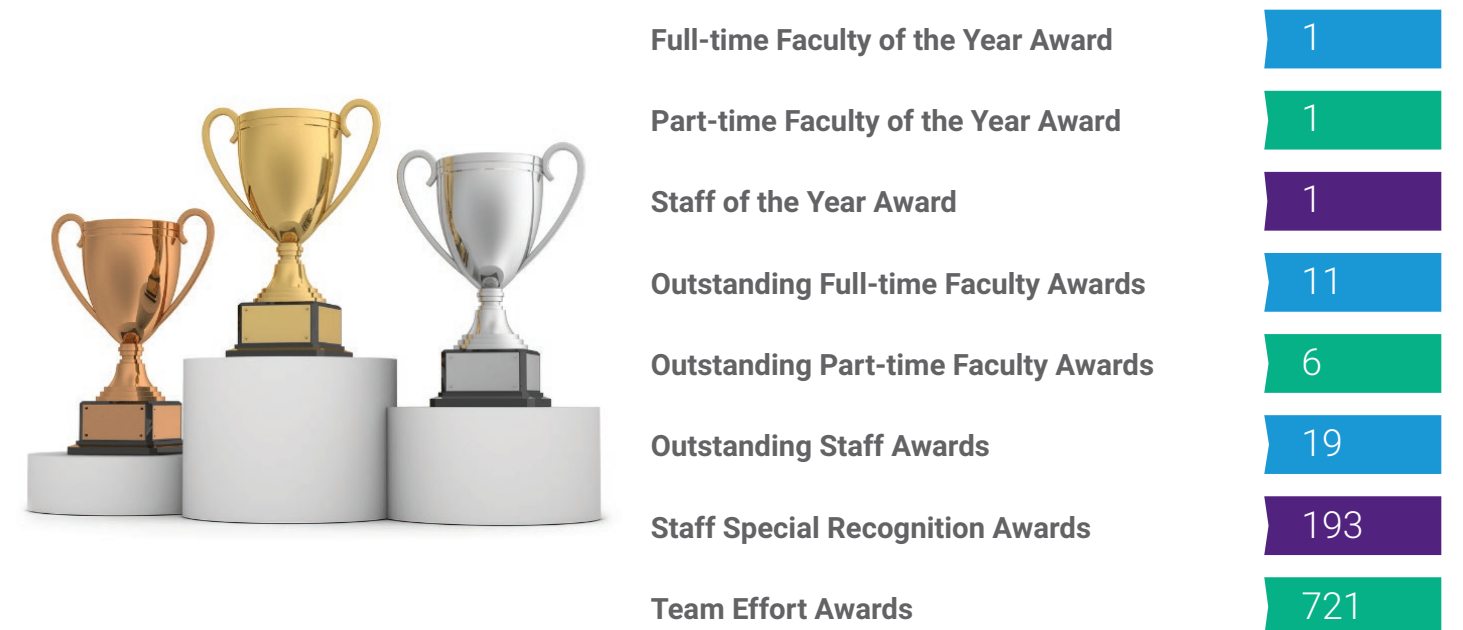 Full-time Faculty of the Year Award 1
Part-time Faculty of the Year Award 1
Staff of the Year Award 1
Outstanding Full-time Faculty Awards 11
Outstanding Part-time Faculty Awards 6
Outstanding Staff Awards 19
Staff Special Recognition Awards 193
Team Effort Awards 721